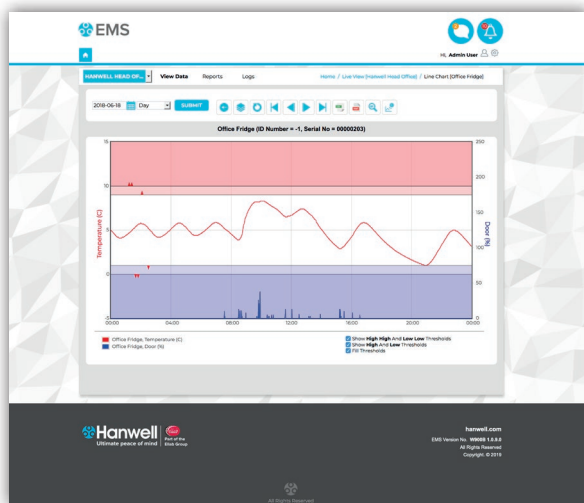 EMS
Hi, Admin User
HANWELL HEAD OF...
View Data
Reports
Logs
Home / Live View [Hanwell Head Office] / Line Chart [Office Fridge]
2018-06-18
Day
SUBMIT
Office Fridge (ID Number = -1, Serial No = 00000203)
15
10
5
0
-5
Temperature (C)
250
200
150
100
50
0
Door (%)
00:00
04:00
08:00
12:00
16:00
20:00
00:00
Office Fridge, Temperature (C)
Office Fridge, Door (%)
Show High High And Low Low Thresholds
Show High And Low Thresholds
Fill Thresholds
Hanwell
Ultimate peace of mind
Part of the
Ellab Group
hanwell.com
EMS Version No. W900B 1.0.9.0
All Rights Reserved
Copyright. © 2019
All Rights Reserved